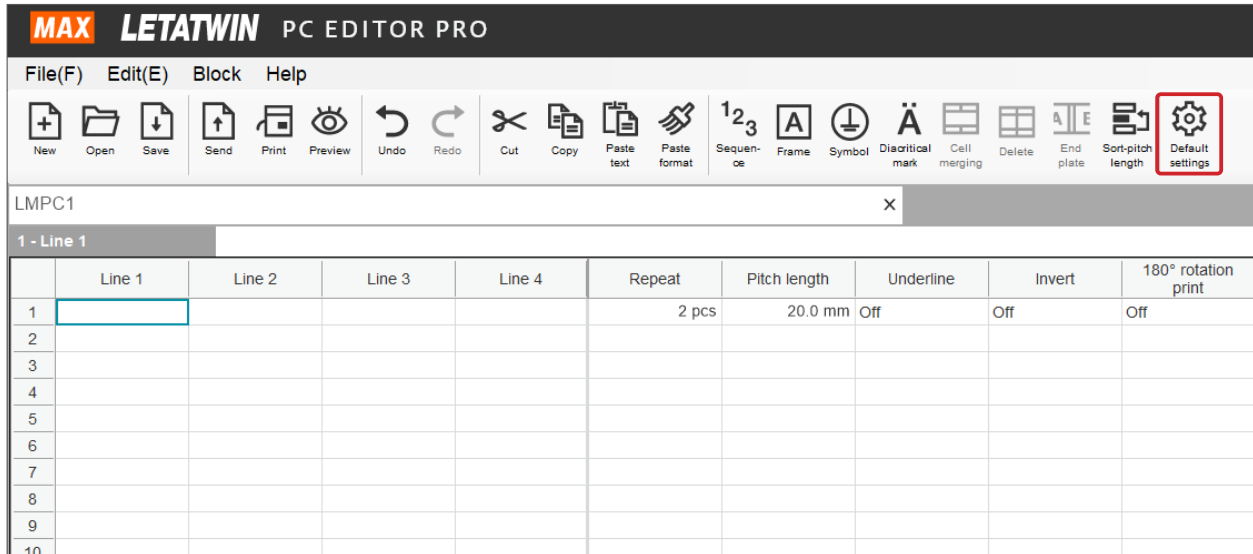 MAX LETATWIN PC EDITOR PRO
File(F) Edit(E) Block Help
New Open Save Send Print Preview Undo Redo Cut Copy Paste text Paste format 1 2 3 Sequen-ce A Frame Symbol Ä Diacritical mark Cell merging Delete A E End plate Sort-pitch length Default settings
LMPC1 ×
1 - Line 1
Line 1 Line 2 Line 3 Line 4 Repeat Pitch length Underline Invert 180° rotation print
1 2 pcs 20.0 mm Off Off Off
2
3
4
5
6
7
8
9
10